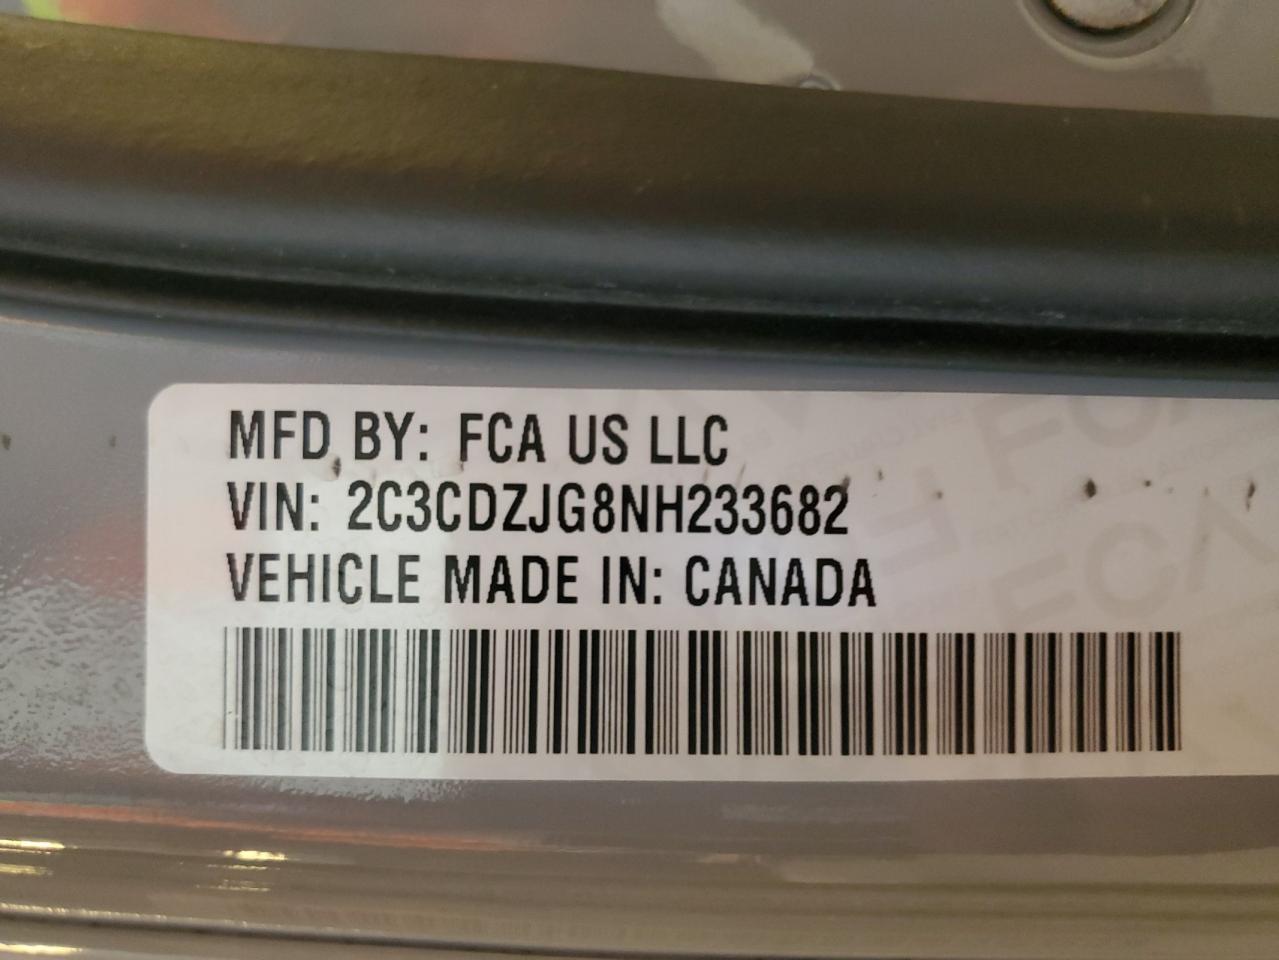 MFD BY: FCA US LLC
VIN: 2C3CDZJG8NH233682
VEHICLE MADE IN: CANADA